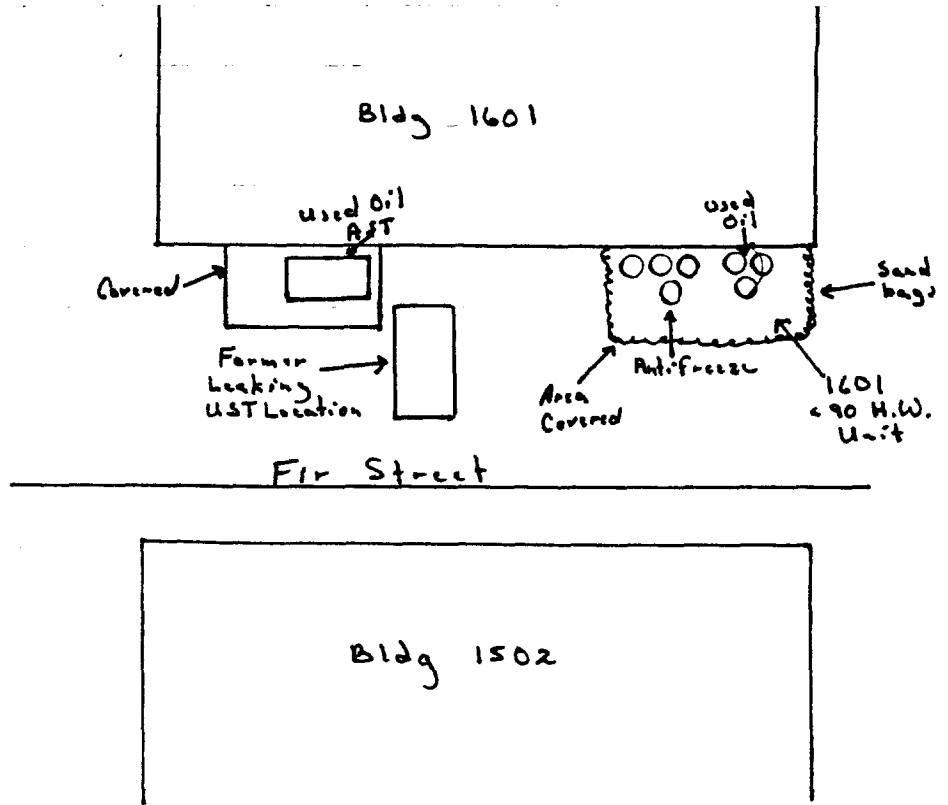 Bldg 1601
Used Oil
AST
Used
Oil
Covered
Sand
bags
Former
Leaking
UST Location
Antifreeze
Area
Covered
1601
<90 H.W.
Unit
Fir Street
Bldg 1502